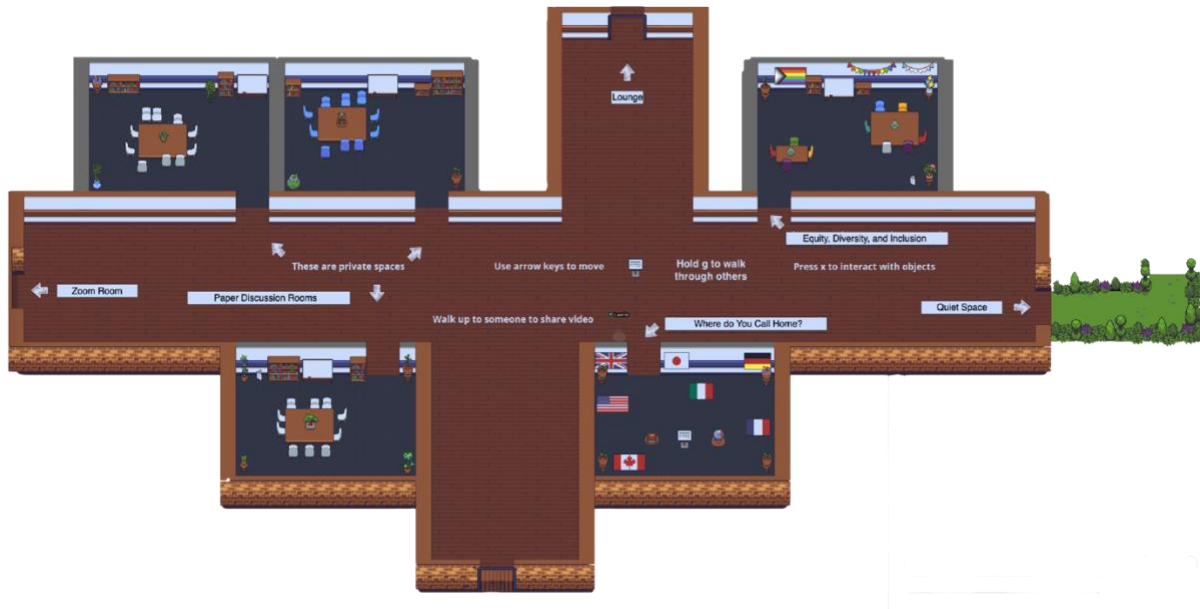 Lounge
Equity, Diversity, and Inclusion
These are private spaces
Use arrow keys to move
Hold g to walk
through others
Press x to interact with objects
Zoom Room
Paper Discussion Rooms
Quiet Space
Walk up to someone to share video
Where do You Call Home?